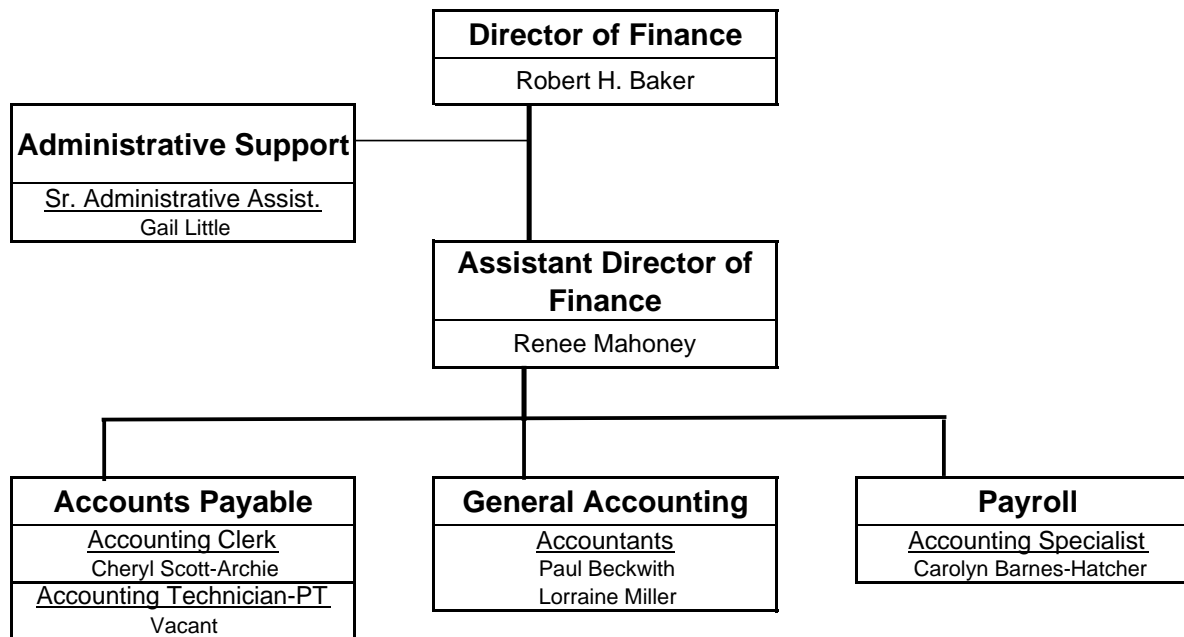 Director of Finance
Robert H. Baker
Administrative Support
Sr. Administrative Assist.
Gail Little
Assistant Director of
Finance
Renee Mahoney
Accounts Payable
Accounting Clerk
Cheryl Scott-Archie
Accounting Technician-PT
Vacant
General Accounting
Accountants
Paul Beckwith
Lorraine Miller
Payroll
Accounting Specialist
Carolyn Barnes-Hatcher